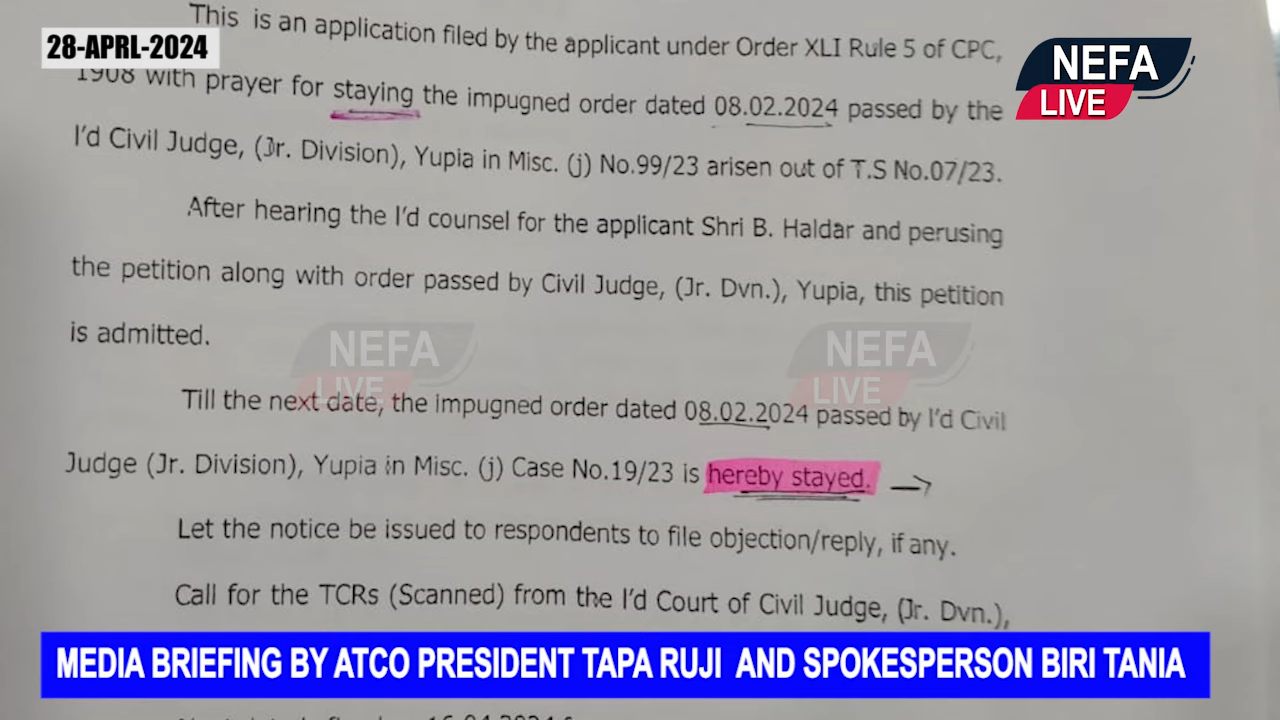 28-APRL-2024
NEFA
LIVE
This is an application filed by the applicant under Order XLI Rule 5 of CPC,
1908 with prayer for staying the impugned order dated 08.02.2024 passed by the
l'd Civil Judge, (Jr. Division), Yupia in Misc. (j) No.99/23 arisen out of T.S No.07/23.
After hearing the l'd counsel for the applicant Shri B. Haldar and perusing
the petition along with order passed by Civil Judge, (Jr. Dvn.), Yupia, this petition
is admitted.
NEFA
LIVE
NEFA
LIVE
Till the next date, the impugned order dated 08.02.2024 passed by l'd Civil
Judge (Jr. Division), Yupia in Misc. (j) Case No.19/23 is hereby stayed.
Let the notice be issued to respondents to file objection/reply, if any.
Call for the TCRs (Scanned) from the l'd Court of Civil Judge, (Jr. Dvn.),
MEDIA BRIEFING BY ATCO PRESIDENT TAPA RUJI AND SPOKESPERSON BIRI TANIA